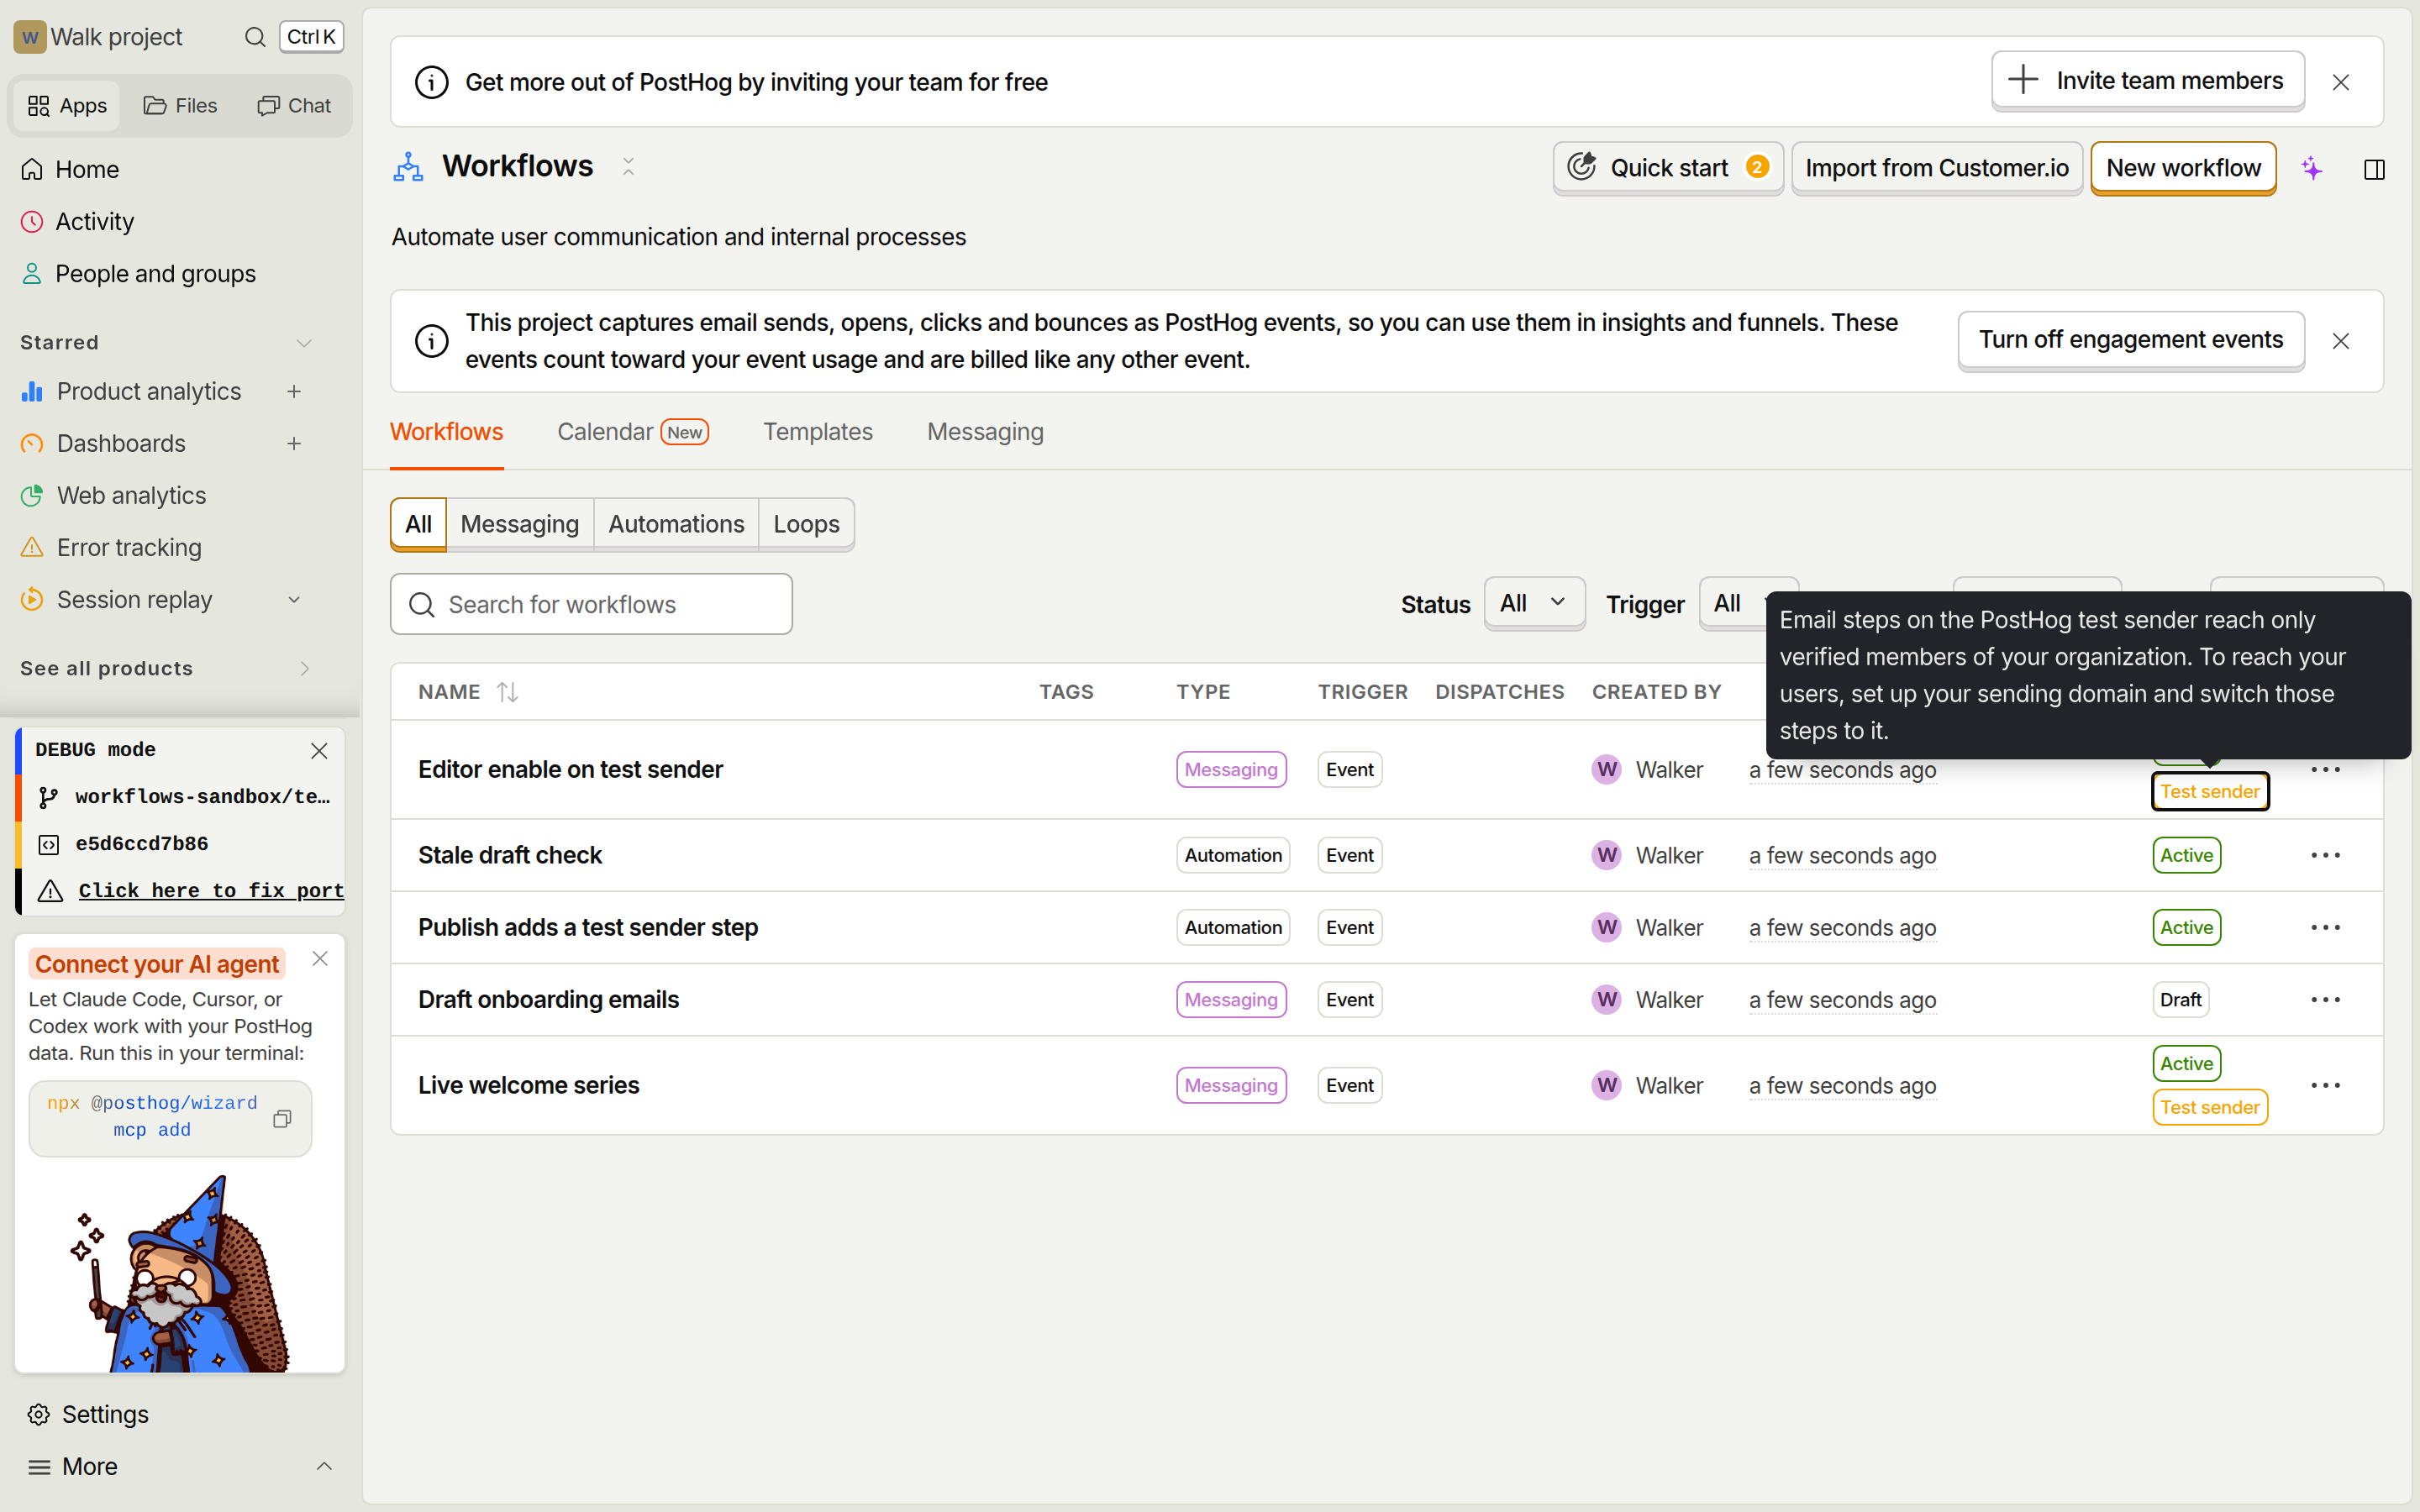 W Walk project Ctrl K
Apps Files Chat
Home
Activity
People and groups
Starred
Product analytics
Dashboards
Web analytics
Error tracking
Session replay
See all products
DEBUG mode
workflows-sandbox/te…
e5d6ccd7b86
Click here to fix port
Connect your AI agent
Let Claude Code, Cursor, or
Codex work with your PostHog
data. Run this in your terminal:
npx @posthog/wizard
mcp add
Settings
More
Get more out of PostHog by inviting your team for free
Invite team members
Workflows
Quick start 2
Import from Customer.io
New workflow
Automate user communication and internal processes
This project captures email sends, opens, clicks and bounces as PostHog events, so you can use them in insights and funnels. These
events count toward your event usage and are billed like any other event.
Turn off engagement events
Workflows Calendar New Templates Messaging
All Messaging Automations Loops
Search for workflows
Status All Trigger All
Email steps on the PostHog test sender reach only
verified members of your organization. To reach your
users, set up your sending domain and switch those
steps to it.
NAME TAGS TYPE TRIGGER DISPATCHES CREATED BY
Editor enable on test sender Messaging Event W Walker a few seconds ago
Test sender
Stale draft check Automation Event W Walker a few seconds ago Active
Publish adds a test sender step Automation Event W Walker a few seconds ago Active
Draft onboarding emails Messaging Event W Walker a few seconds ago Draft
Live welcome series Messaging Event W Walker a few seconds ago Active
Test sender